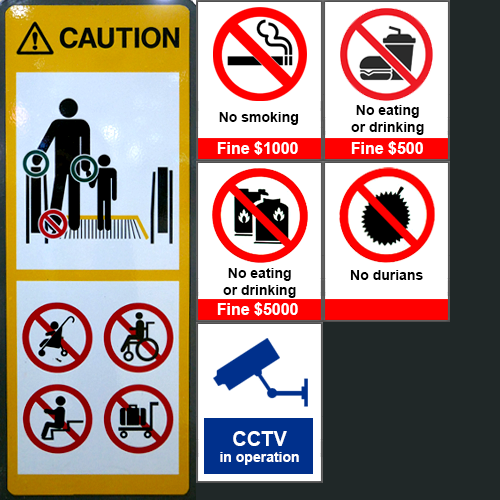 CAUTION
No smoking
Fine $1000
No eating
or drinking
Fine $500
No eating
or drinking
Fine $5000
No durians
CCTV
in operation